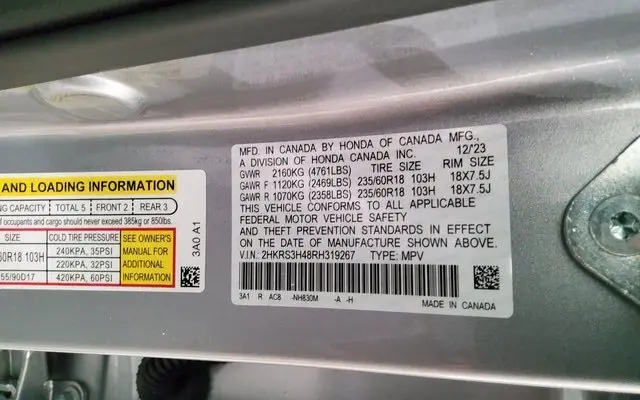 AND LOADING INFORMATION
NG CAPACITY TOTAL 5 FRONT 2 REAR 3
of occupants and cargo should never exceed 385kg or 850lbs.
SIZE COLD TIRE PRESSURE SEE OWNER'S MANUAL FOR ADDITIONAL INFORMATION
60R18 103H 240KPA, 35PSI
220KPA, 32PSI
55/90D17 420KPA, 60PSI
3A0 A1
MFD. IN CANADA BY HONDA OF CANADA MFG.,
A DIVISION OF HONDA CANADA INC. 12/'23
GVWR 2160KG (4761LBS) TIRE SIZE RIM SIZE
GAWR F 1120KG (2469LBS) 235/60R18 103H 18X7.5J
GAWR R 1070KG (2358LBS) 235/60R18 103H 18X7.5J
THIS VEHICLE CONFORMS TO ALL APPLICABLE
FEDERAL MOTOR VEHICLE SAFETY
AND THEFT PREVENTION STANDARDS IN EFFECT
ON THE DATE OF MANUFACTURE SHOWN ABOVE.
V.I.N: 2HKRS3H48RH319267 TYPE: MPV
3A1 R AC8 -NH830M -A -H
MADE IN CANADA